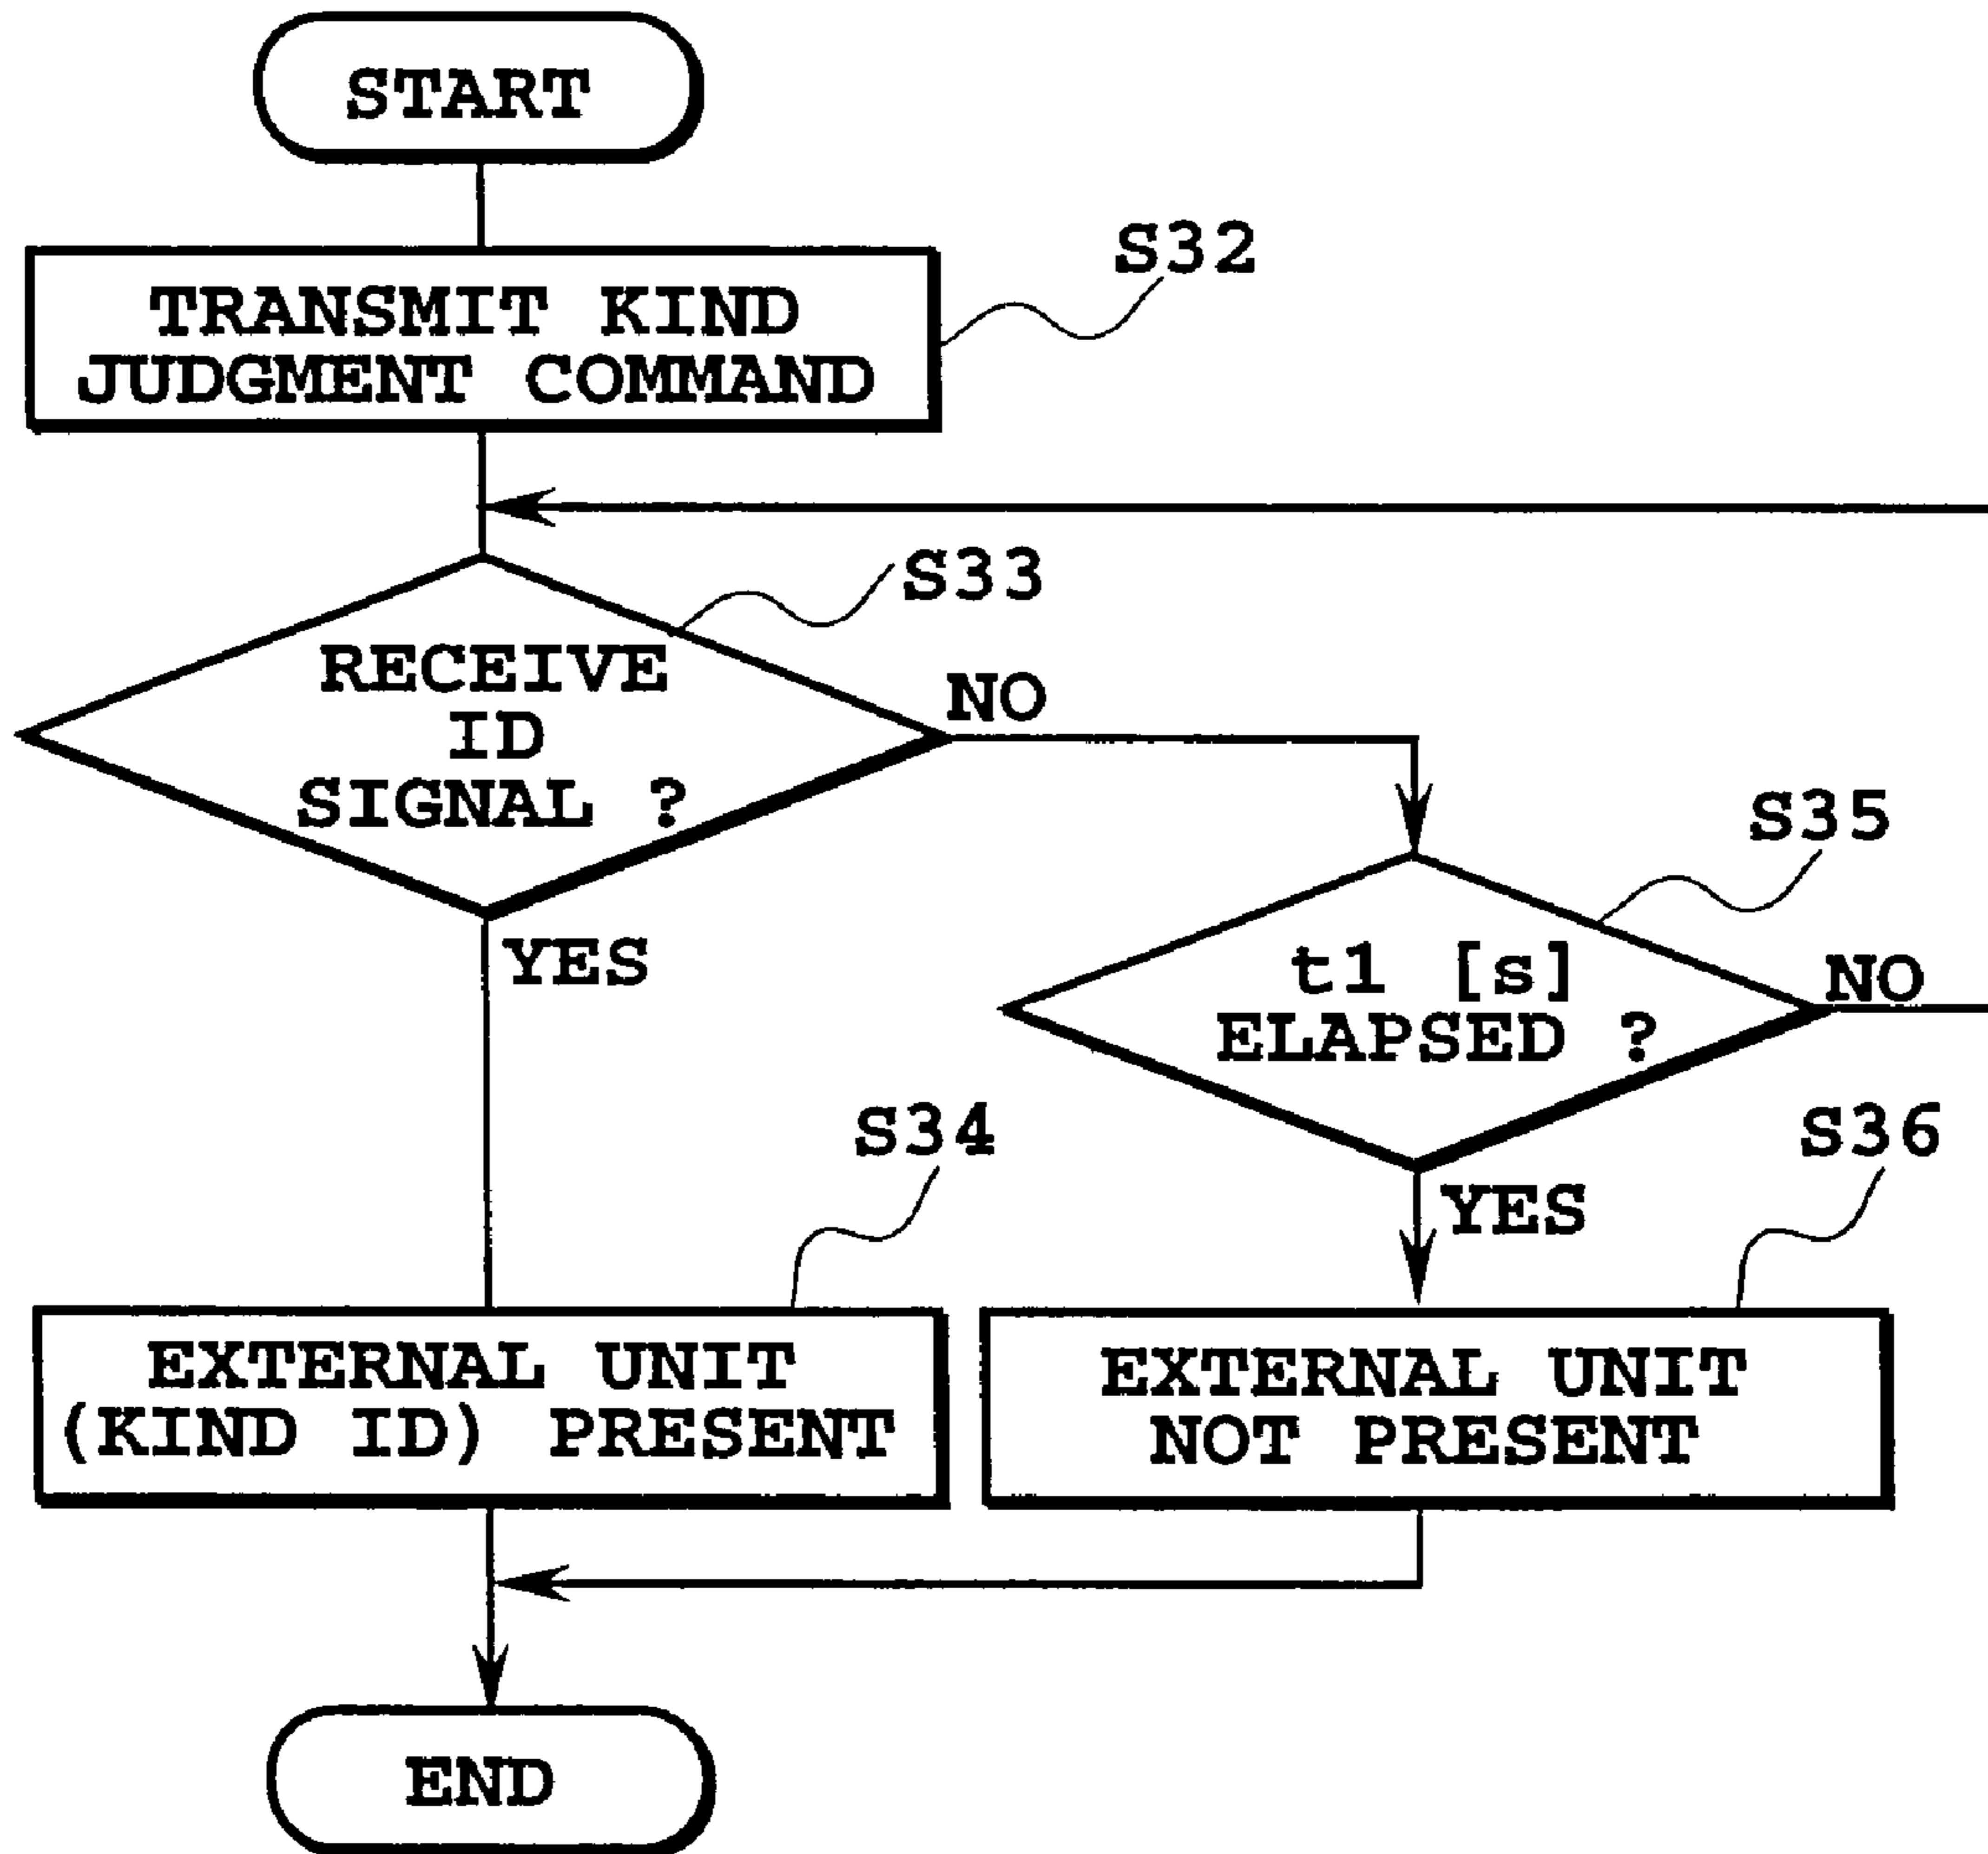 START
S32
TRANSMIT KIND
JUDGMENT COMMAND
S33
RECEIVE
ID
SIGNAL ?
NO
YES
S35
t1 [s]
ELAPSED ?
NO
YES
S34
S36
EXTERNAL UNIT
(KIND ID) PRESENT
EXTERNAL UNIT
NOT PRESENT
END